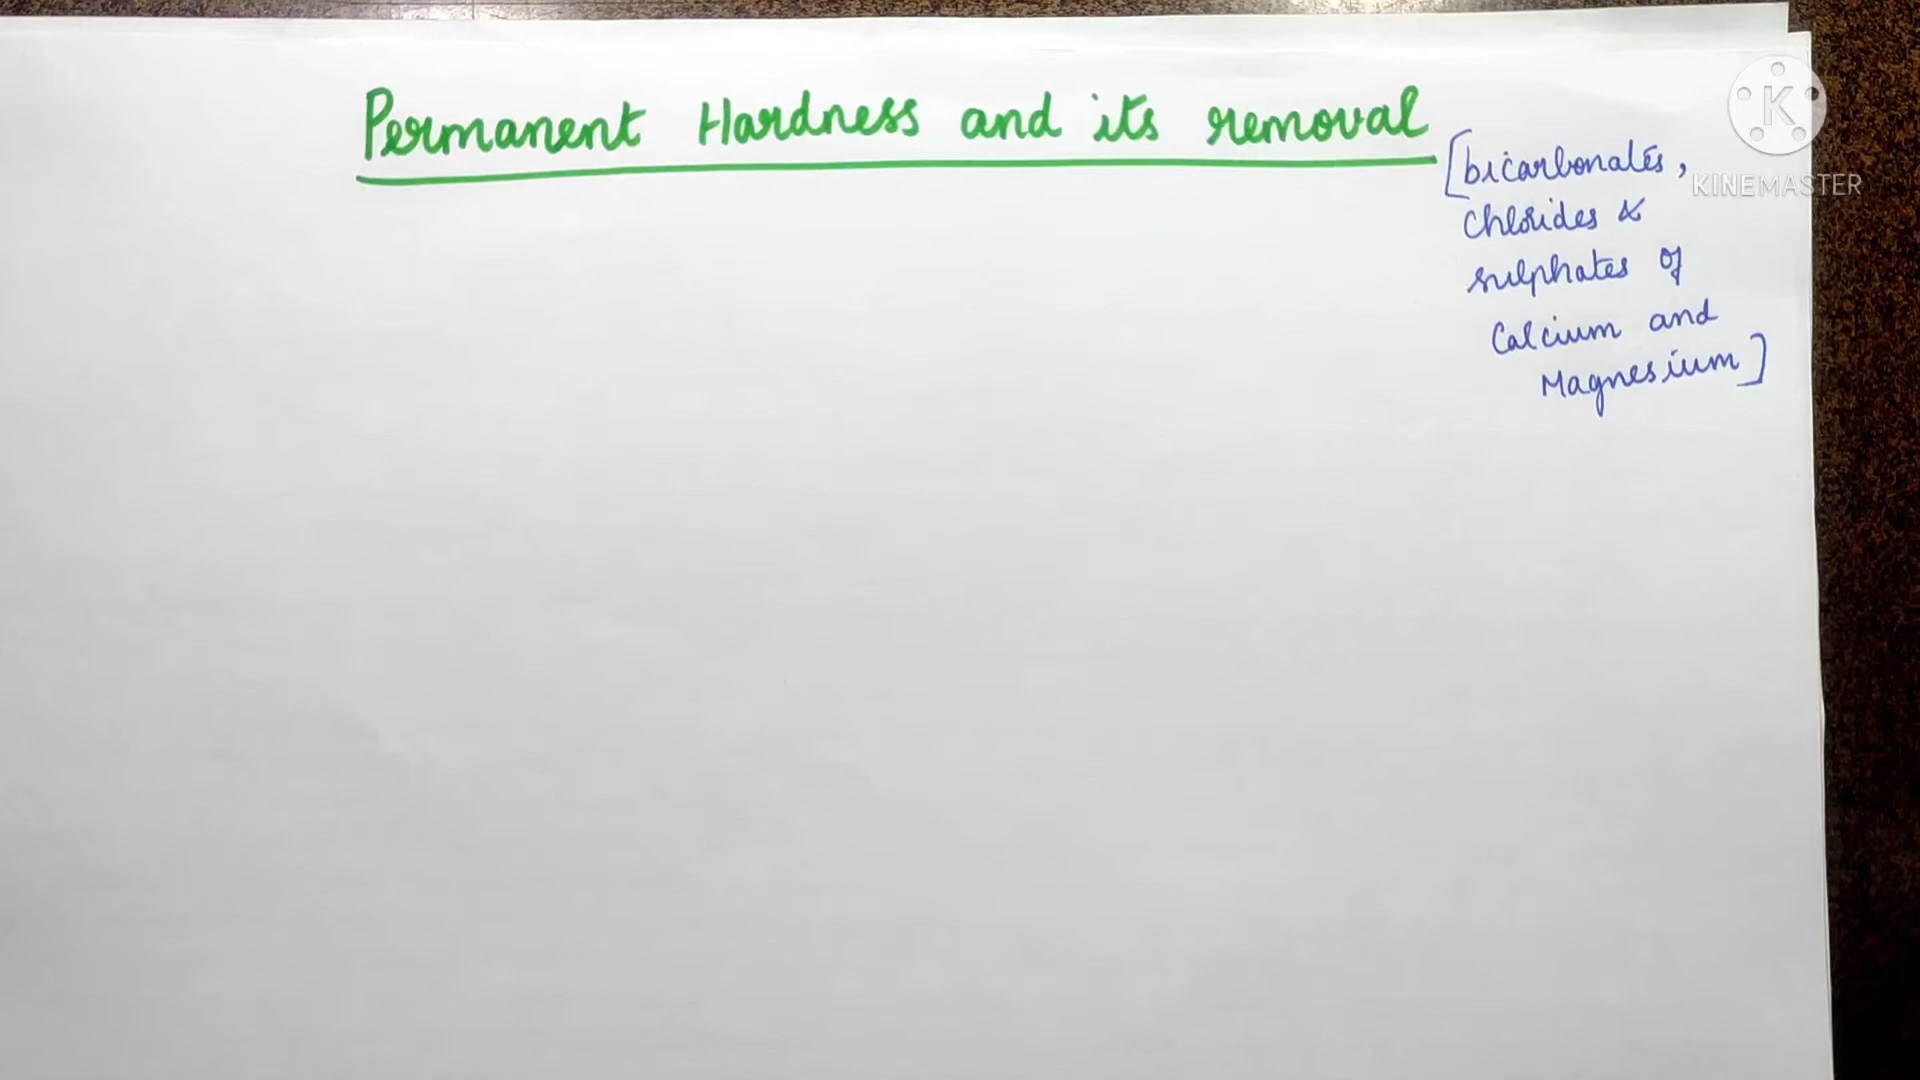 Permanent Hardness and its removal
[bicarbonates,
chlorides &
sulphates of
Calcium and
Magnesium]
K
KINEMASTER